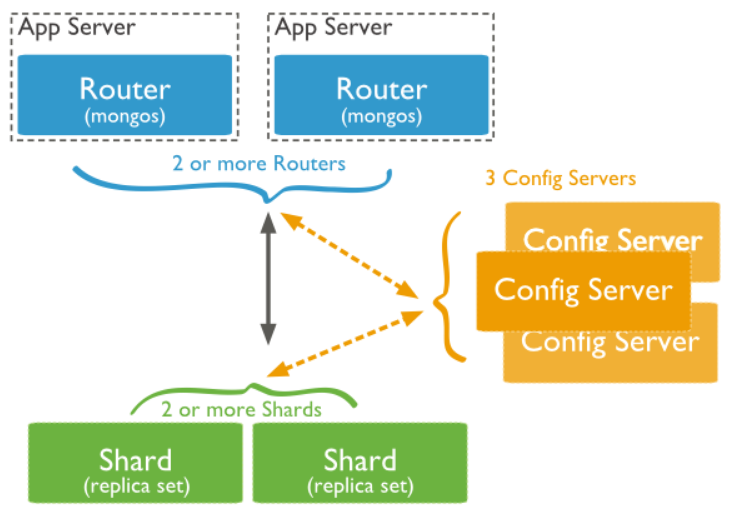 App Server
App Server
Router
(mongos)
Router
(mongos)
2 or more Routers
3 Config Servers
Config Server
Config Server
Config Server
2 or more Shards
Shard
(replica set)
Shard
(replica set)